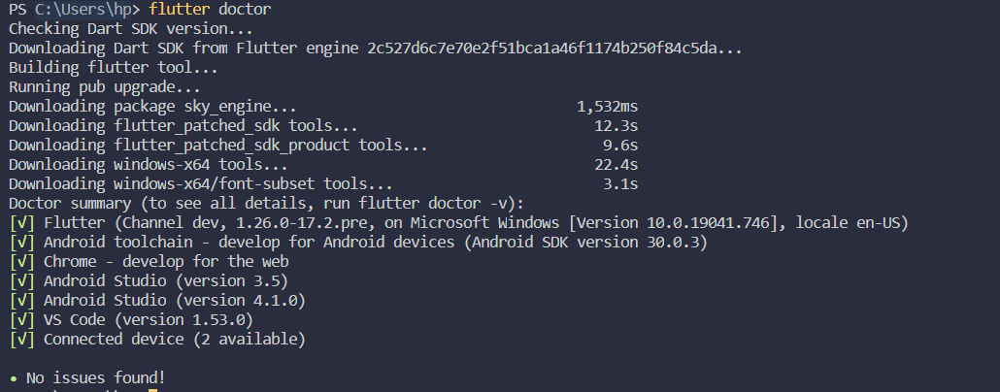 PS C:\Users\hp> flutter doctor
Checking Dart SDK version...
Downloading Dart SDK from Flutter engine 2c527d6c7e70e2f51bca1a46f1174b250f84c5da...
Building flutter tool...
Running pub upgrade...
Downloading package sky_engine... 1,532ms
Downloading flutter_patched_sdk tools... 12.3s
Downloading flutter_patched_sdk_product tools... 9.6s
Downloading windows-x64 tools... 22.4s
Downloading windows-x64/font-subset tools... 3.1s
Doctor summary (to see all details, run flutter doctor -v):
[√] Flutter (Channel dev, 1.26.0-17.2.pre, on Microsoft Windows [Version 10.0.19041.746], locale en-US)
[√] Android toolchain - develop for Android devices (Android SDK version 30.0.3)
[√] Chrome - develop for the web
[√] Android Studio (version 3.5)
[√] Android Studio (version 4.1.0)
[√] VS Code (version 1.53.0)
[√] Connected device (2 available)
• No issues found!